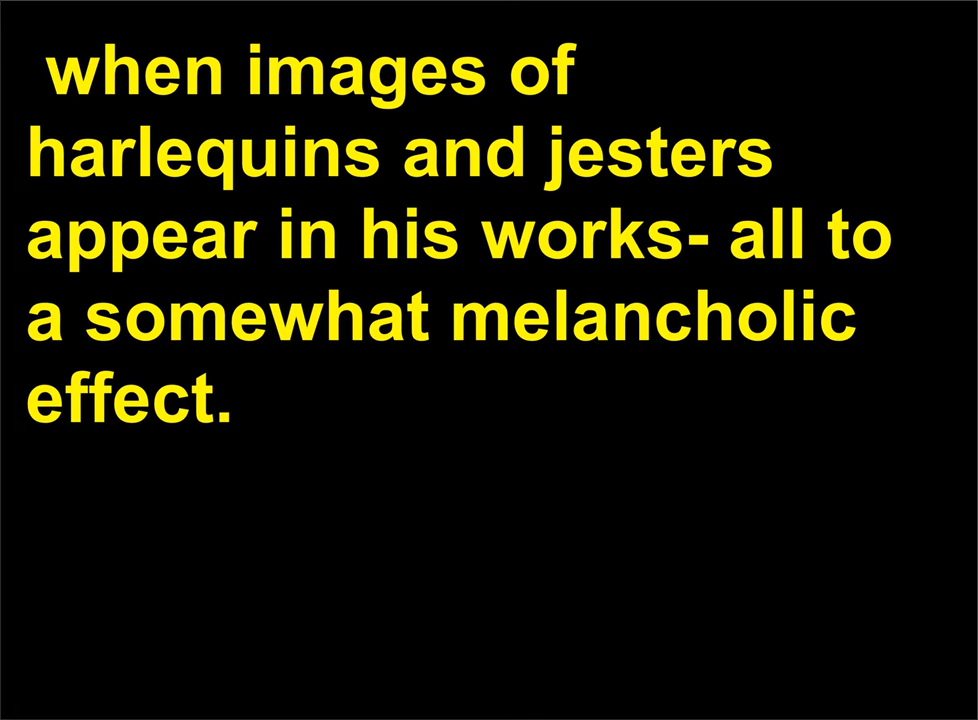 when images of
harlequins and jesters
appear in his works- all to
a somewhat melancholic
effect.